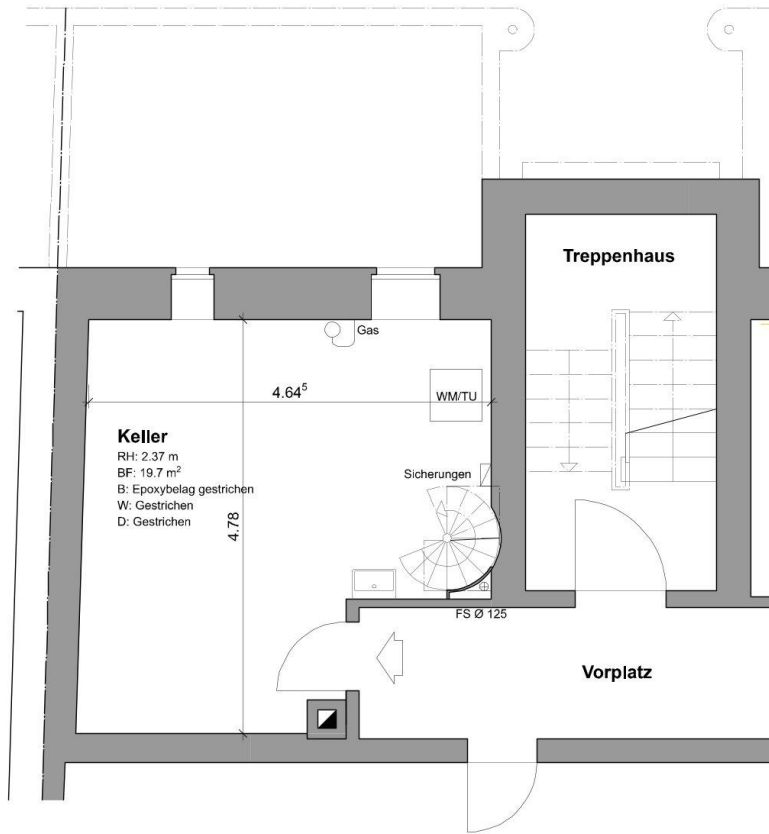 Treppenhaus
Gas
4.64⁵
WM/TU
Keller
RH: 2.37 m
BF: 19.7 m²
B: Epoxybelag gestrichen
W: Gestrichen
D: Gestrichen
Sicherungen
4.78
FS Ø 125
Vorplatz